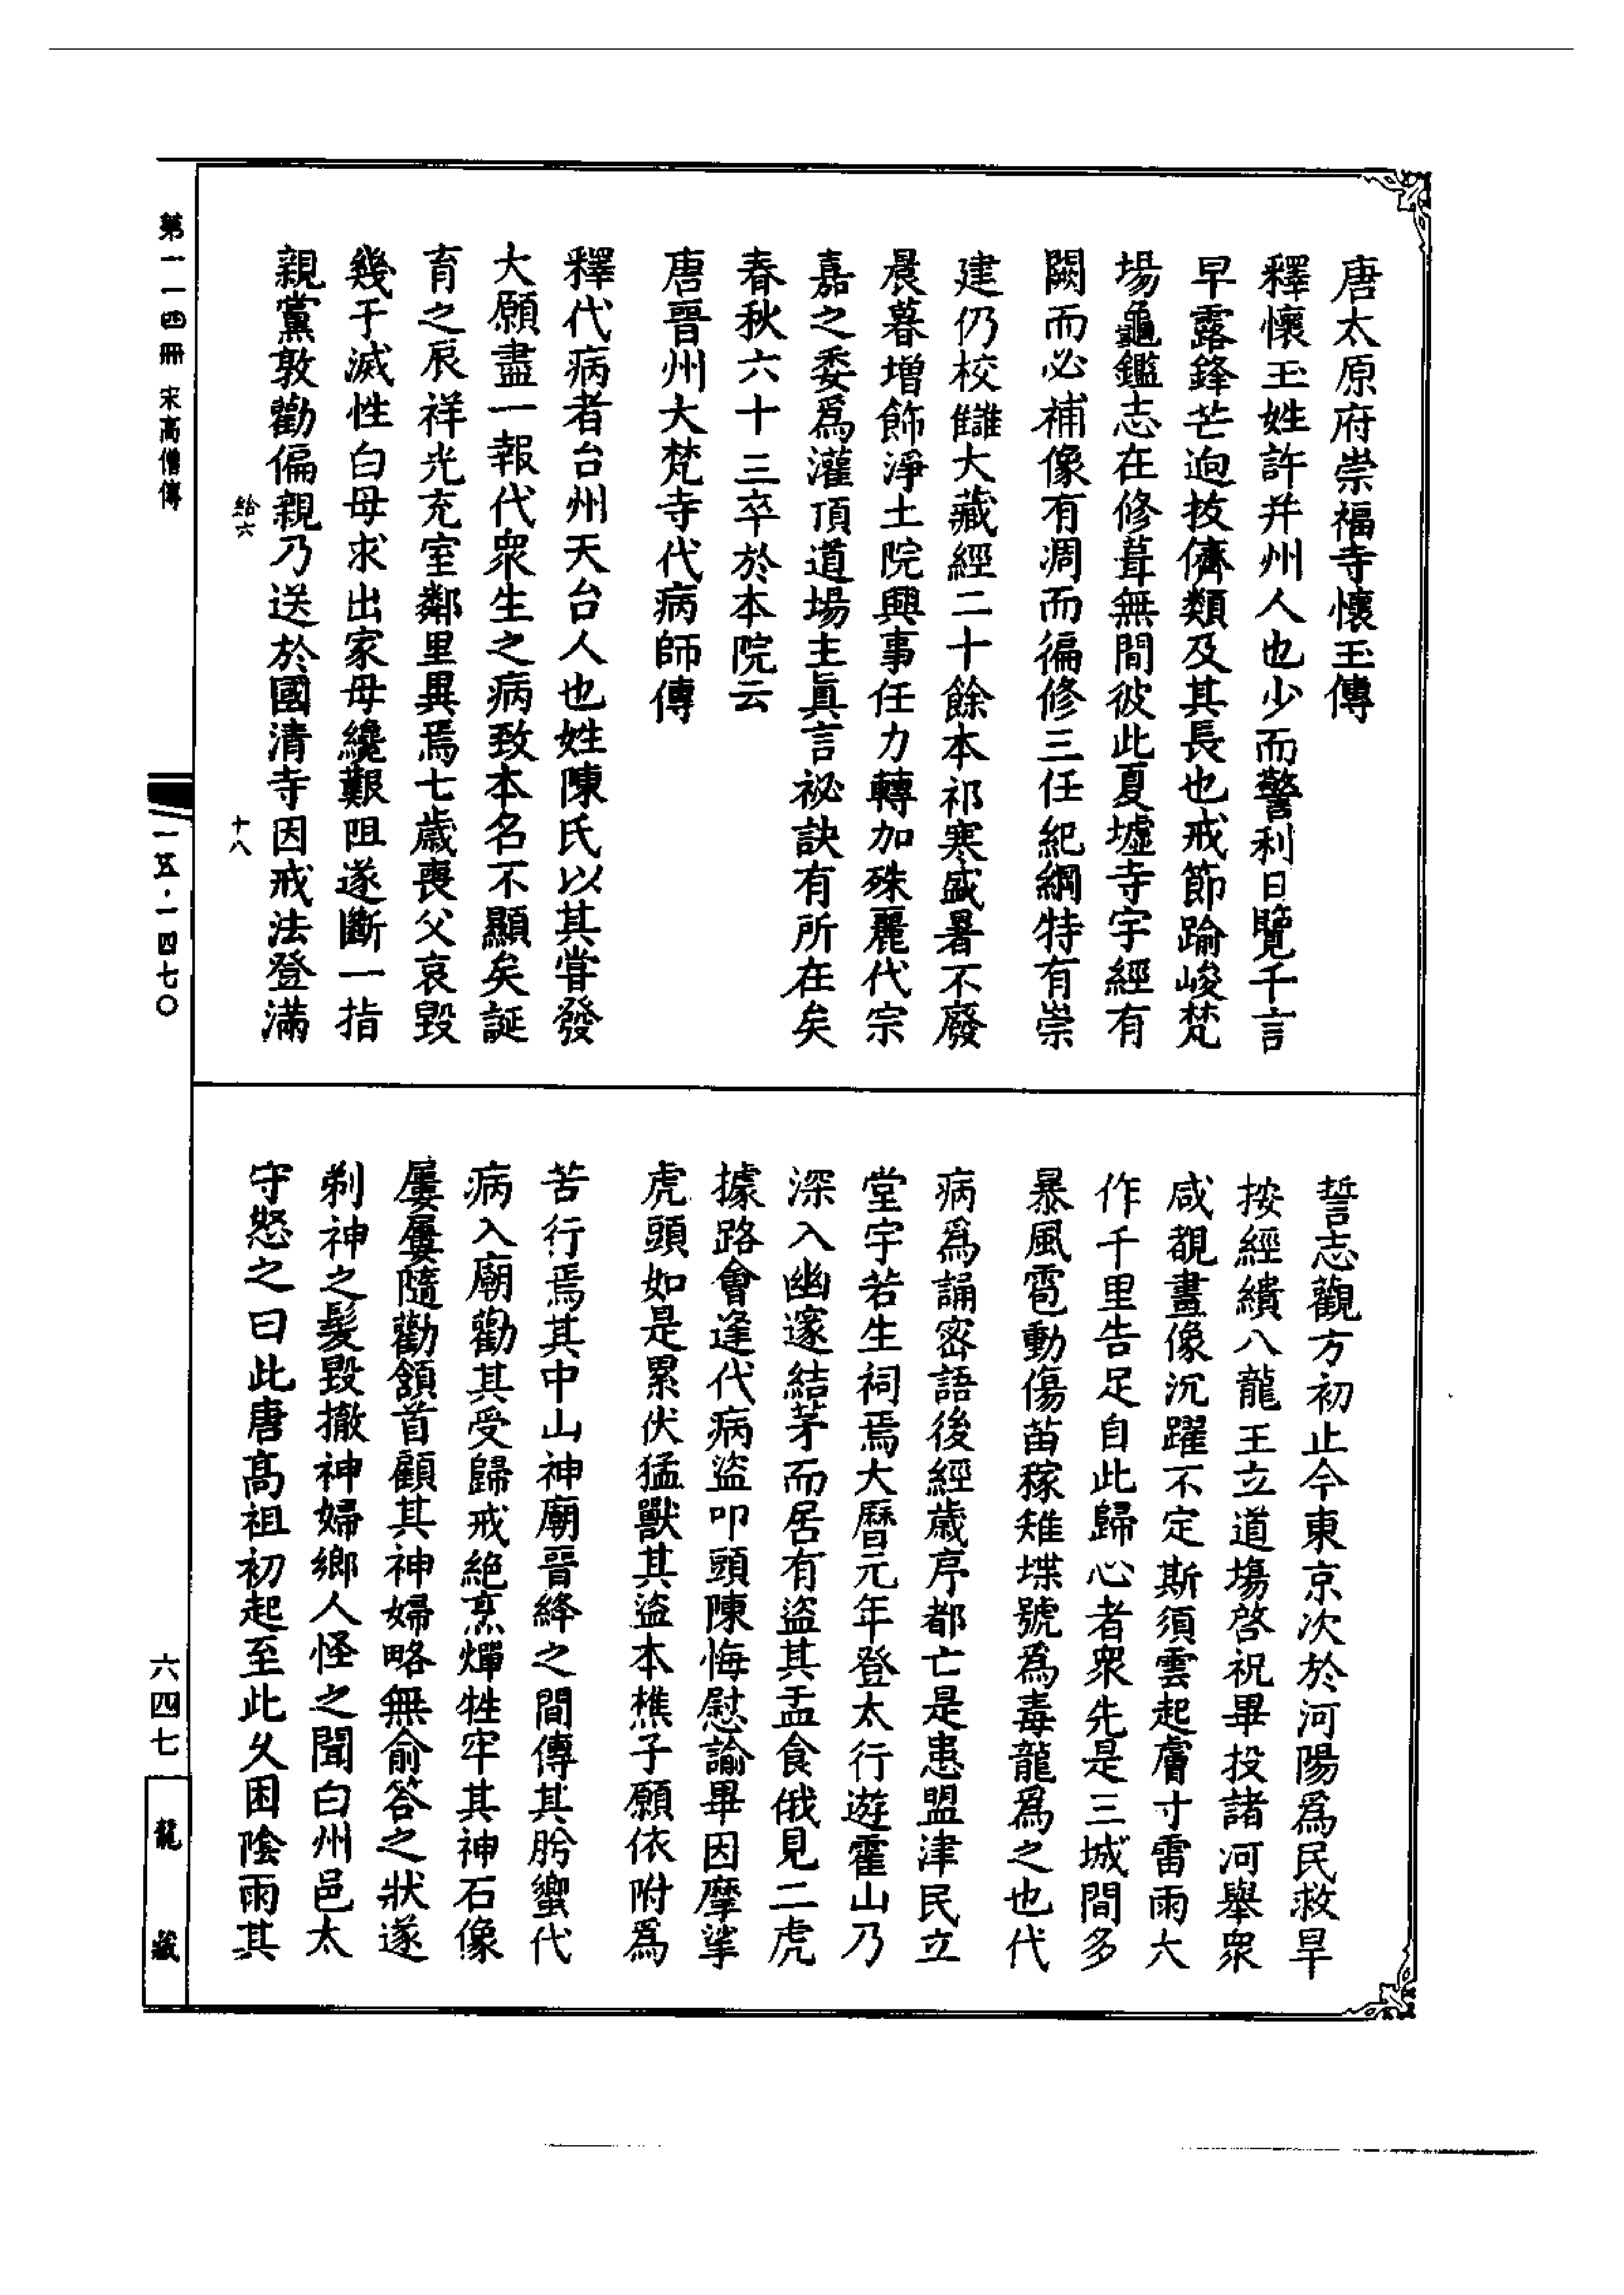 唐太原府崇福寺懷玉傳
釋懷玉姓許并州人也少而警利日覽千言
早露鋒芒迥拔儕類及其長也戒節踰峻梵
場龜鑑志在修葺無間彼此夏墟寺宇經有
闕而必補像有凋而徧修三任紀綱特有崇
建仍校讎大藏經二十餘本祁寒盛暑不廢
晨暮增飾淨土院興事任力轉加殊麗代宗
嘉之委爲灌頂道場主眞言祕訣有所在矣
春秋六十三卒於本院云
唐晉州大梵寺代病師傳
釋代病者台州天台人也姓陳氏以其甞發
大願盡一報代衆生之病致本名不顯矣誕
育之辰祥光充室鄰里異焉七歲喪父哀毀
幾于滅性白母求出家母纔艱阻遂斷一指
親黨敦勸偏親乃送於國清寺因戒法登滿
誓志觀方初止今東京次於河陽爲民救旱
按經繢八龍王立道塲啓祝畢投諸河舉衆
咸覩畫像沉躍不定斯須雲起膚寸雷雨大
作千里告足自此歸心者衆先是三城間多
暴風雹動傷苗稼雉堞號爲毒龍爲之也代
病爲誦密語後經歲序都亡是患盟津民立
堂宇若生祠焉大曆元年登太行遊霍山乃
深入幽邃結茅而居有盜其盂食俄見二虎
據路會逢代病盜叩頭陳悔慰諭畢因摩挲
虎頭如是累伏猛獸其盜本樵子願依附爲
苦行焉其中山神廟晉絳之間傳其肹蠁代
病入廟勸其受歸戒絕烹燀牲牢其神石像
屢屢隨勸頷首顧其神婦略無俞答之狀遂
剃神之髮毀撤神婦鄉人怪之聞白州邑太
守怒之曰此唐高祖初起至此久困陰雨其
給六
十八
第一一四冊 宋高僧傳
一五·一四七〇
六四七
龍藏